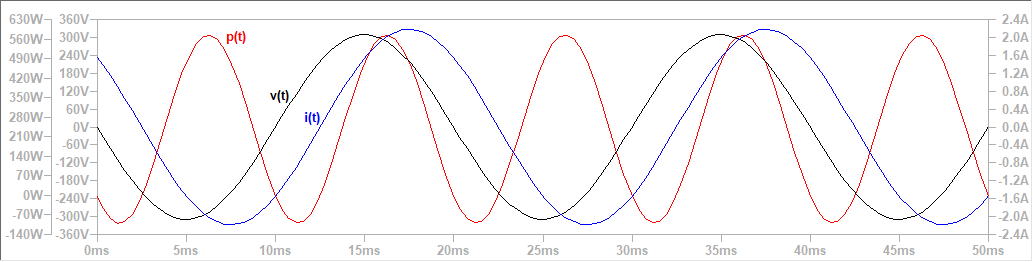 630W 360V 2.4A
560W 300V 2.0A
490W 240V 1.6A
420W 180V 1.2A
350W 120V 0.8A
280W 60V 0.4A
210W 0V 0.0A
140W -60V -0.4A
70W -120V -0.8A
0W -180V -1.2A
-70W -240V -1.6A
-140W -300V -2.0A
-360V -2.4A
p(t)
v(t)
i(t)
0ms 5ms 10ms 15ms 20ms 25ms 30ms 35ms 40ms 45ms 50ms